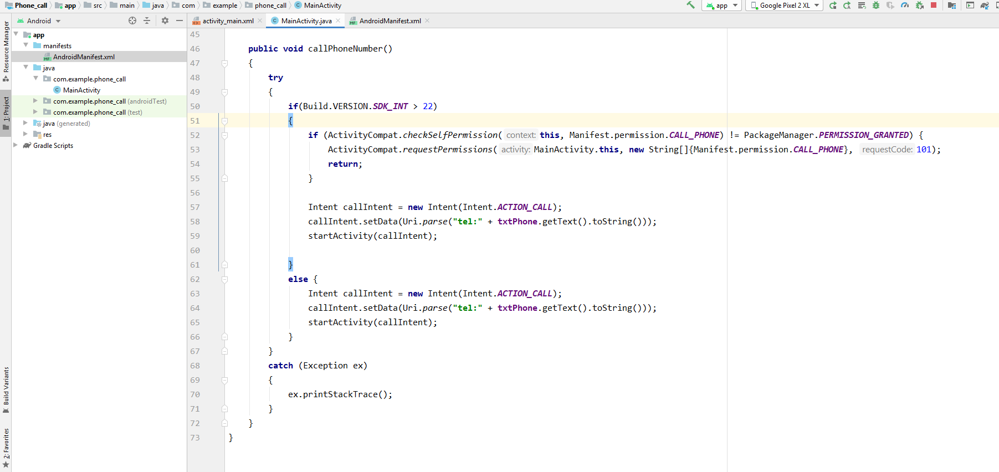 Phone_call app src main java com example phone_call MainActivity app Google Pixel 2 XL
Android
activity_main.xml MainActivity.java AndroidManifest.xml
Resource Manager
1: Project
Build Variants
2: Favorites
app
manifests
AndroidManifest.xml
java
com.example.phone_call
MainActivity
com.example.phone_call (androidTest)
com.example.phone_call (test)
java (generated)
res
Gradle Scripts
45
46 public void callPhoneNumber()
47 {
48 try
49 {
50 if(Build.VERSION.SDK_INT > 22)
51 {
52 if (ActivityCompat.checkSelfPermission( context: this, Manifest.permission.CALL_PHONE) != PackageManager.PERMISSION_GRANTED) {
53 ActivityCompat.requestPermissions( activity: MainActivity.this, new String[]{Manifest.permission.CALL_PHONE}, requestCode: 101);
54 return;
55 }
56
57 Intent callIntent = new Intent(Intent.ACTION_CALL);
58 callIntent.setData(Uri.parse("tel:" + txtPhone.getText().toString()));
59 startActivity(callIntent);
60
61 }
62 else {
63 Intent callIntent = new Intent(Intent.ACTION_CALL);
64 callIntent.setData(Uri.parse("tel:" + txtPhone.getText().toString()));
65 startActivity(callIntent);
66 }
67 }
68 catch (Exception ex)
69 {
70 ex.printStackTrace();
71 }
72 }
73 }